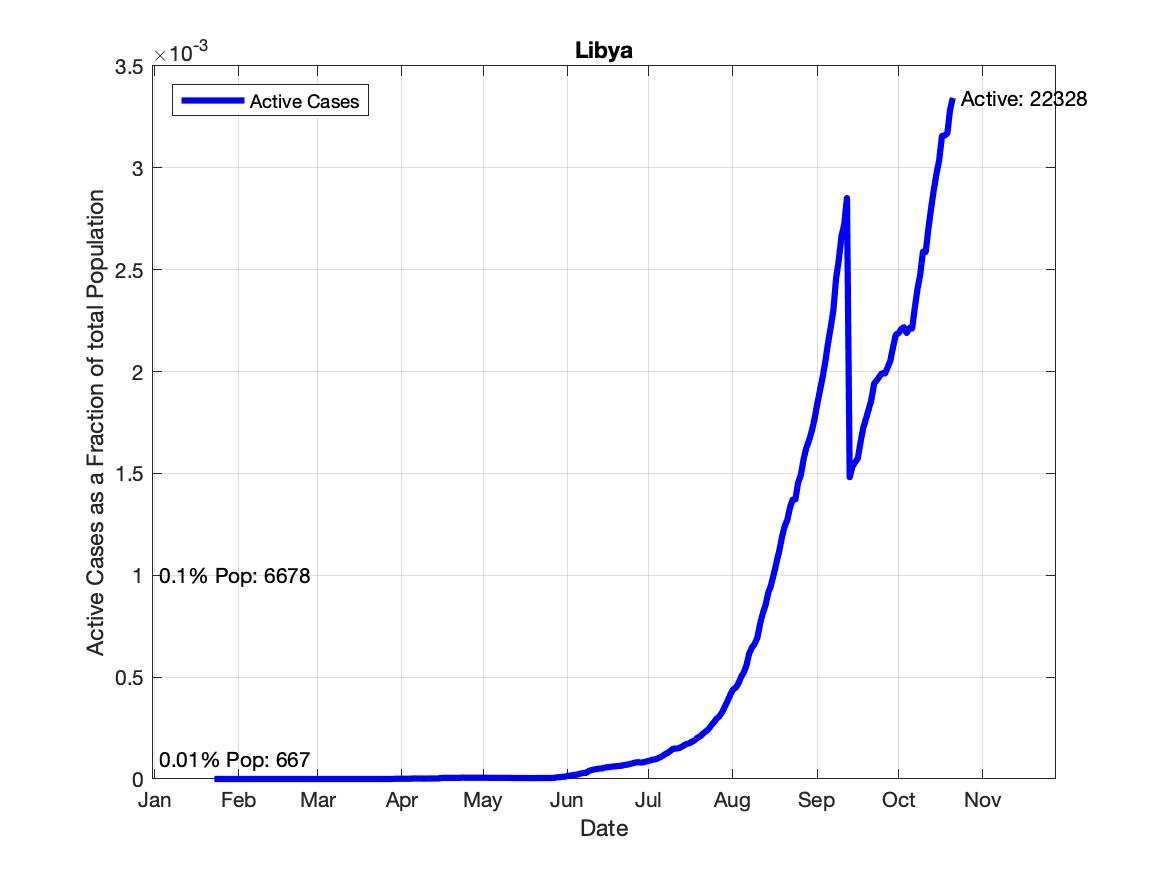 Libya
×10-3
3.5
3
2.5
2
1.5
1
0.5
0
Active Cases as a Fraction of total Population
Active Cases
Active: 22328
0.1% Pop: 6678
0.01% Pop: 667
Jan Feb Mar Apr May Jun Jul Aug Sep Oct Nov
Date